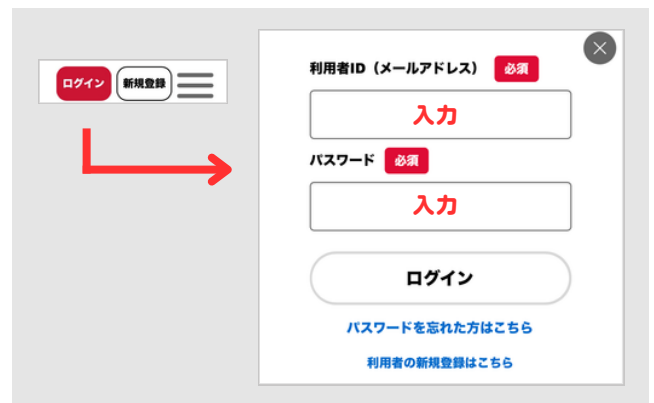 ログイン 新規登録
利用者ID（メールアドレス） 必須
入力
パスワード 必須
入力
ログイン
パスワードを忘れた方はこちら
利用者の新規登録はこちら